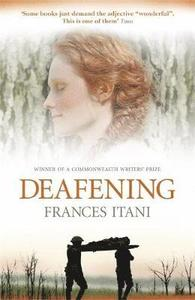 'Some books just demand the adjective "wonderful".
This is one of them' Time
WINNER OF A COMMONWEALTH WRITERS' PRIZE
DEAFENING
FRANCES ITANI